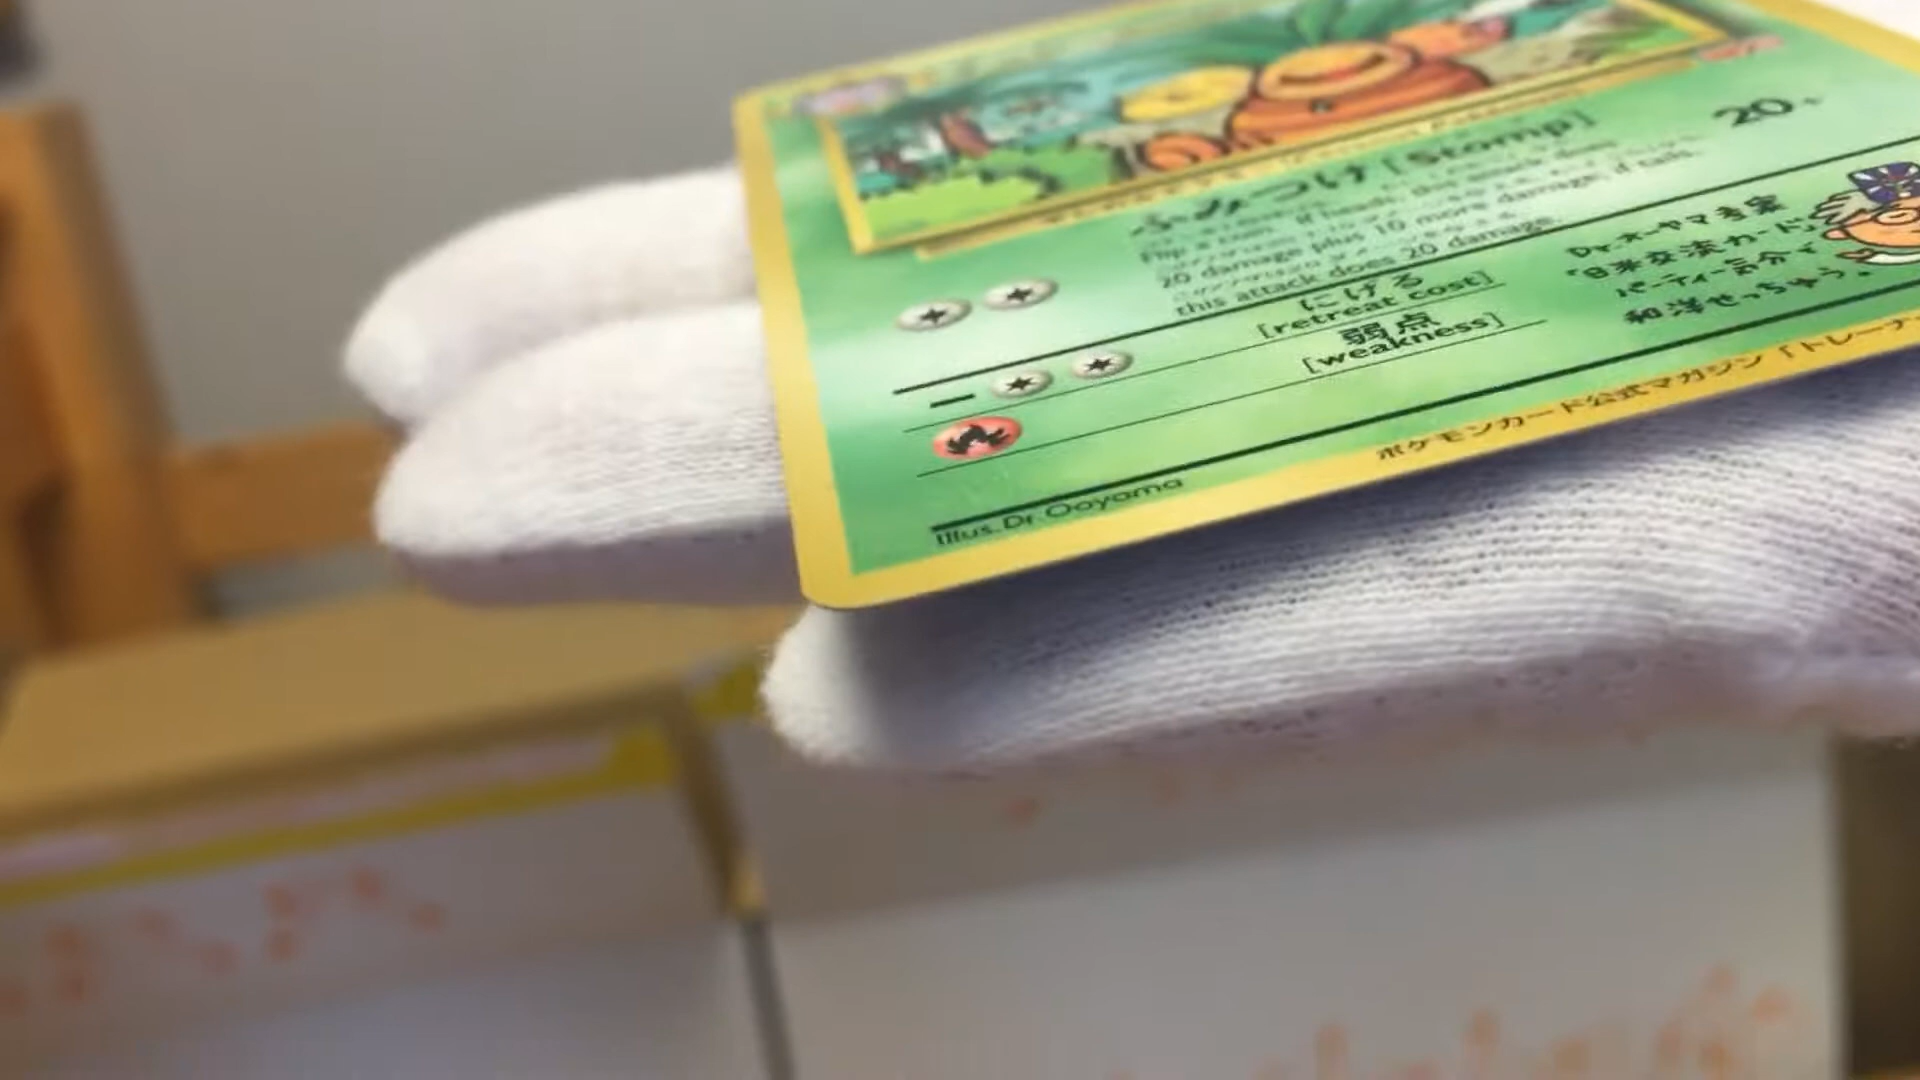 ふみつけ [Stomp]
20+
Flip a coin. If heads, this attack does
20 damage plus 10 more damage; if tails,
this attack does 20 damage.
にげる
[retreat cost]
弱点
[weakness]
Dr.オーヤマ考案
"日米交流カード"
パーティー気分で
和洋せっちゅう。
Illus. Dr. Ooyama
ポケモンカード公式マガジン「トレーナー